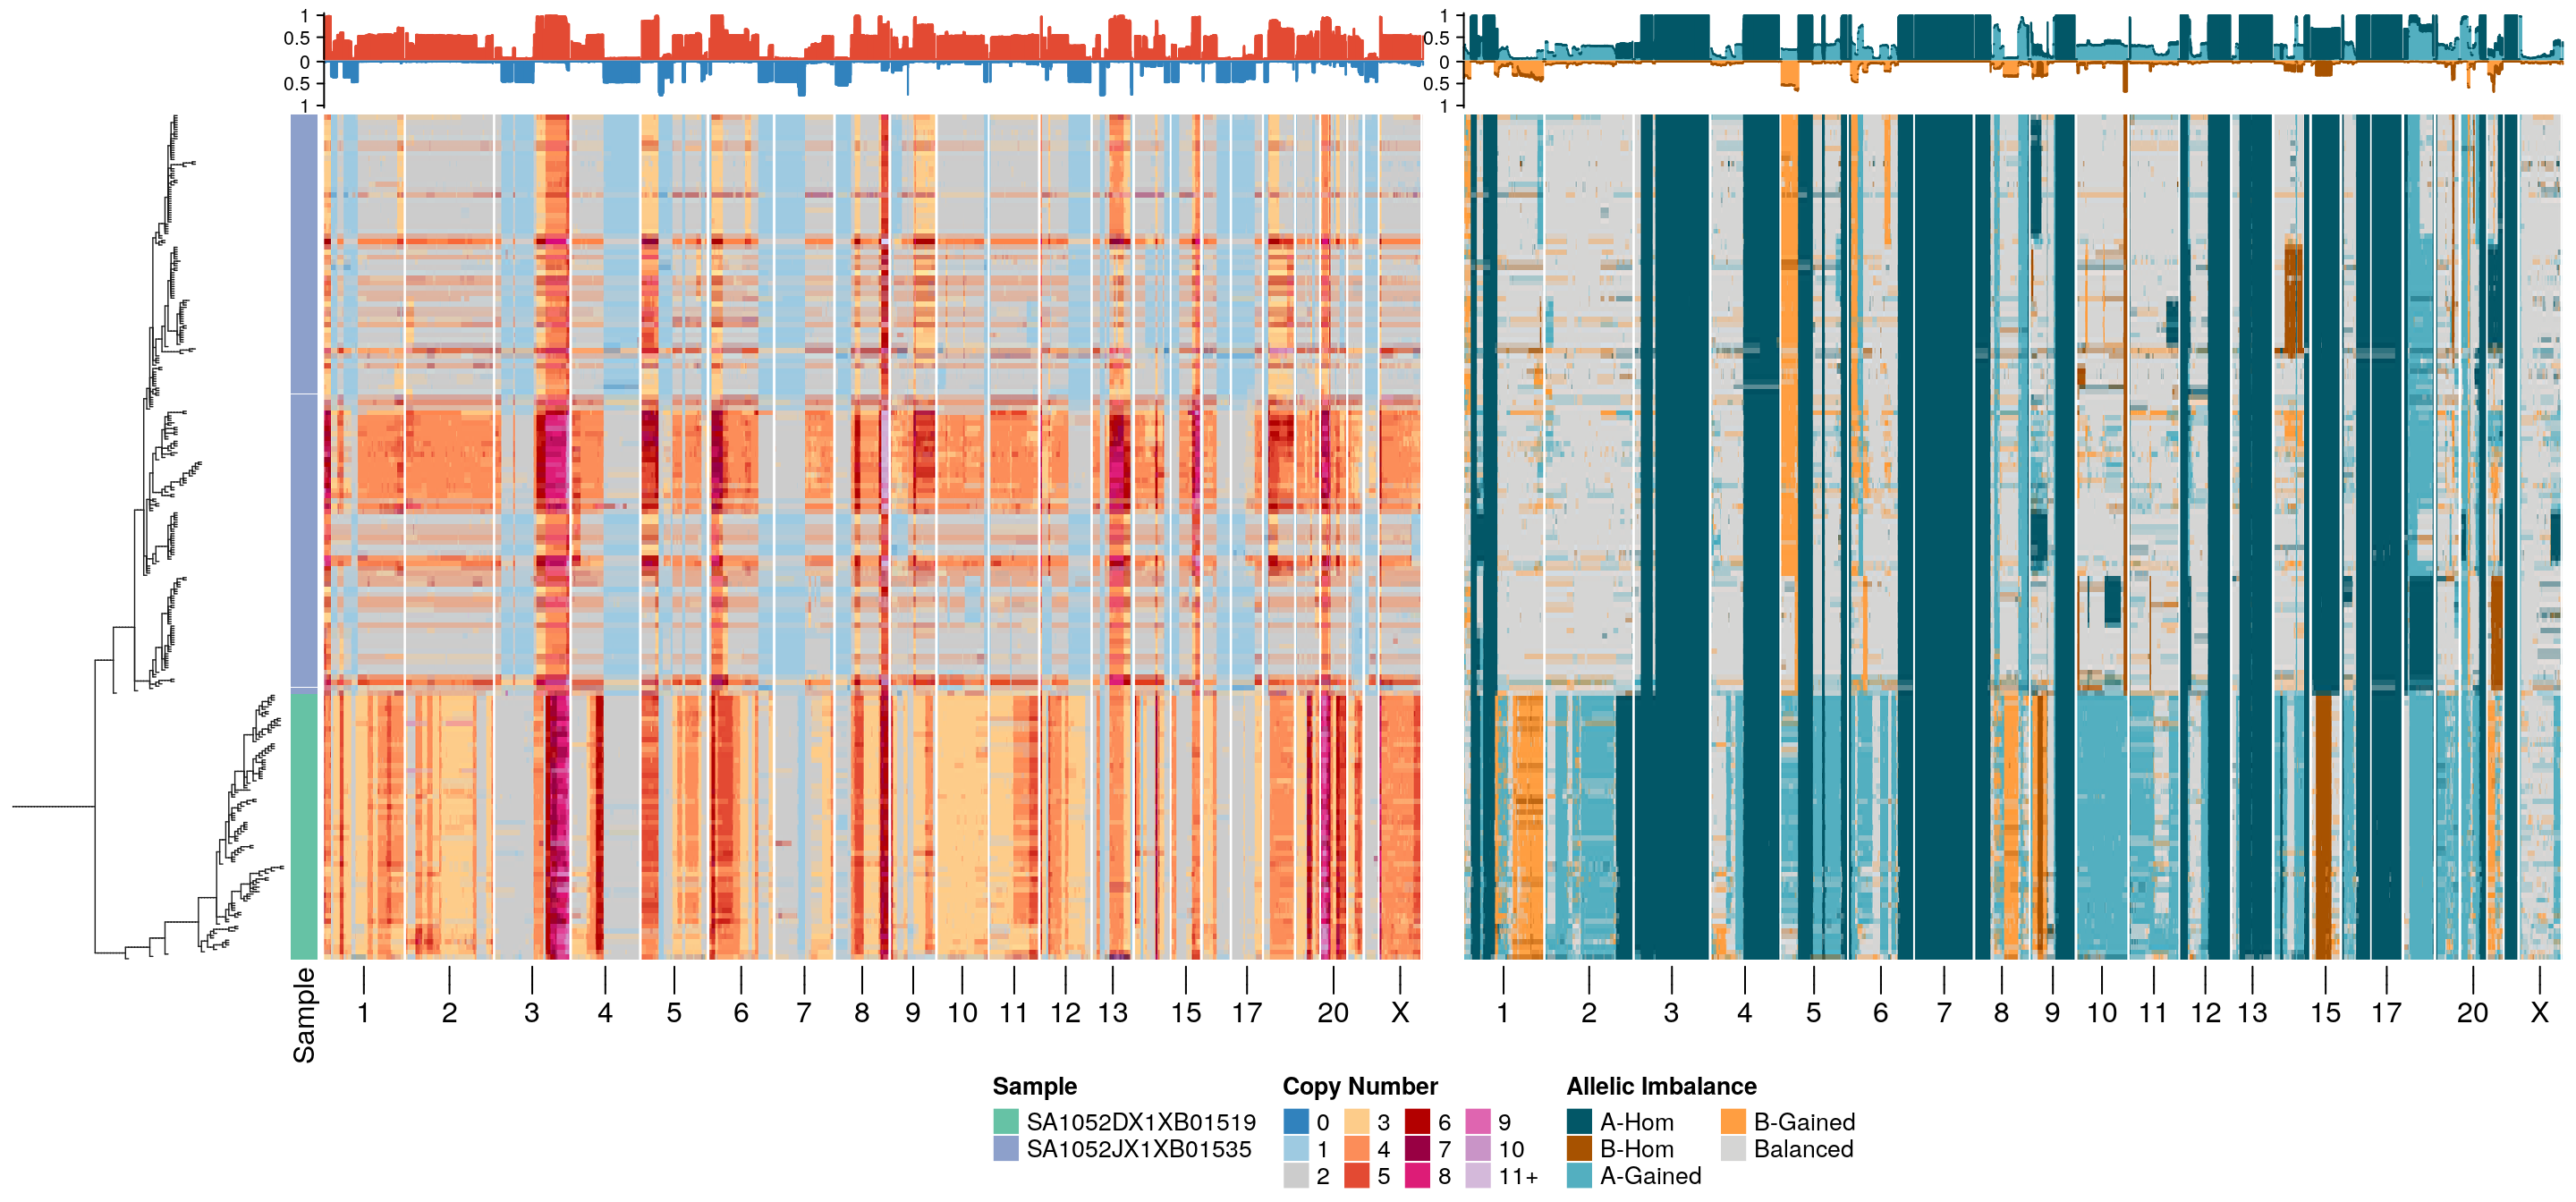 1
0.5
0
0.5
1
1
0.5
0
0.5
1
Sample
1 2 3 4 5 6 7 8 9 10 11 12 13 15 17 20 X
1 2 3 4 5 6 7 8 9 10 11 12 13 15 17 20 X
Sample
SA1052DX1XB01519
SA1052JX1XB01535
Copy Number
0 3 6 9
1 4 7 10
2 5 8 11+
Allelic Imbalance
A-Hom B-Gained
B-Hom Balanced
A-Gained